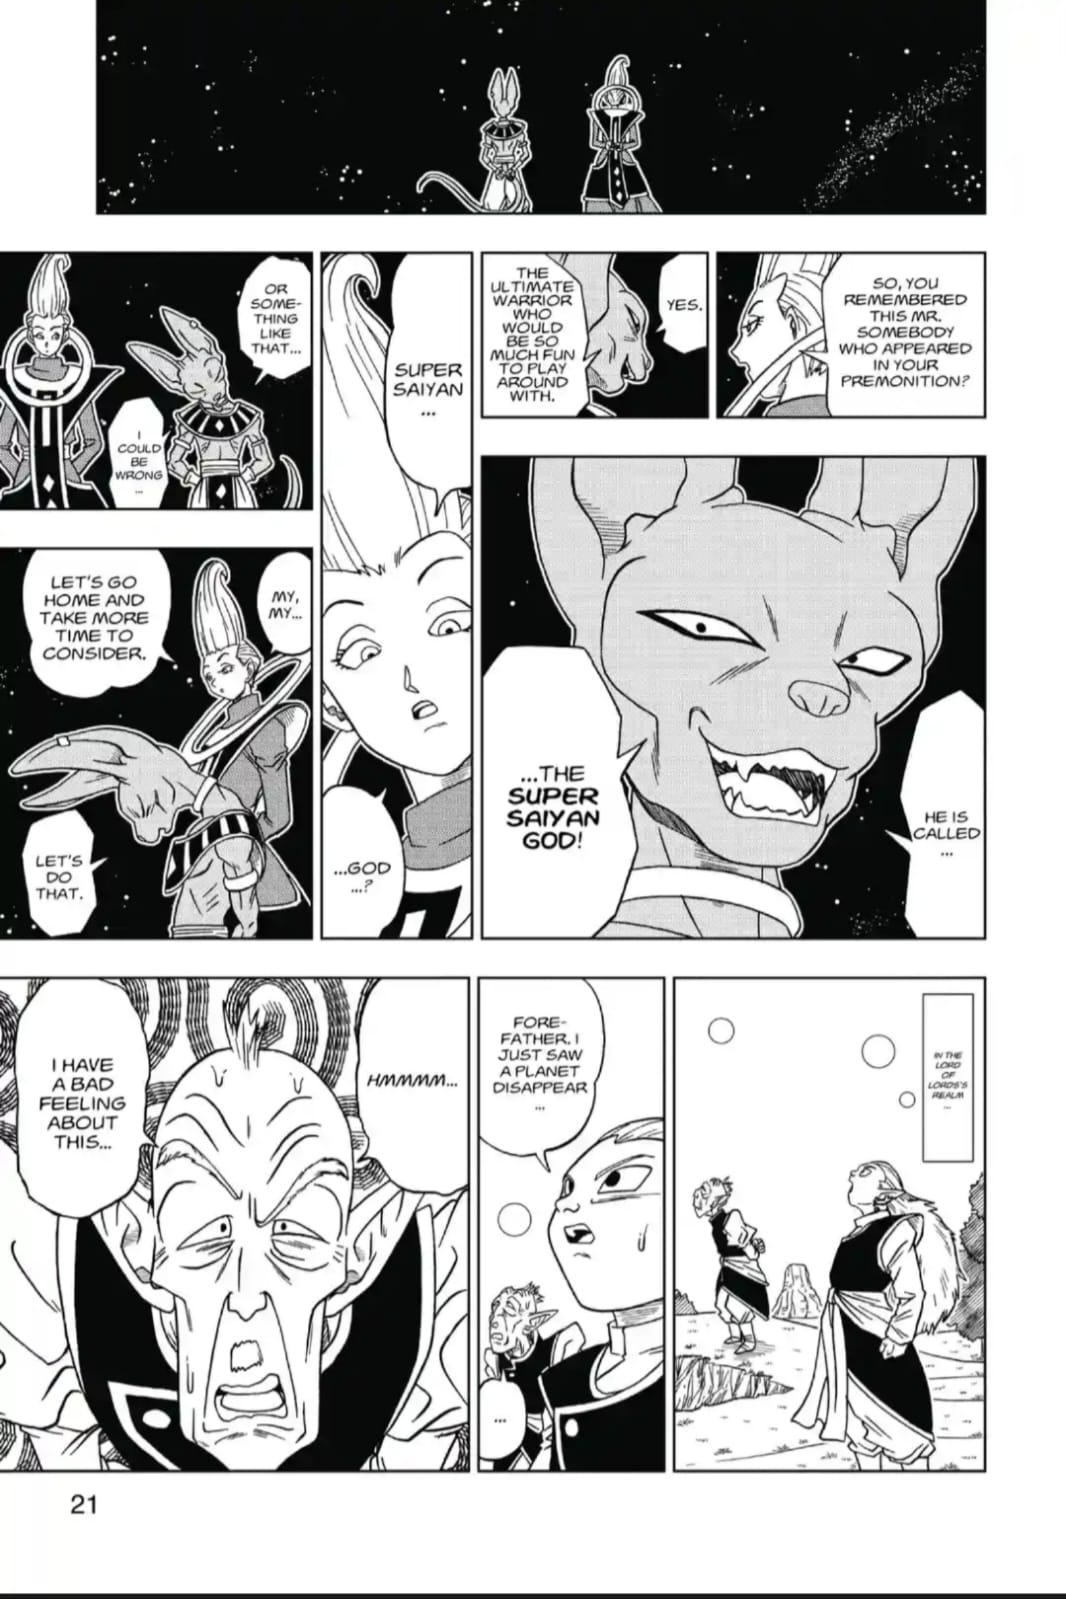 SO, YOU
REMEMBERED
THIS MR.
SOMEBODY
WHO APPEARED
IN YOUR
PREMONITION?
YES.
THE
ULTIMATE
WARRIOR
WHO
WOULD
BE SO
MUCH FUN
TO PLAY
AROUND
WITH.
HE IS
CALLED
...
...THE
SUPER
SAIYAN
GOD!
SUPER
SAIYAN
...
...GOD
...?
OR
SOME-
THING
LIKE
THAT...
I
COULD
BE
WRONG
...
MY,
MY...
LET'S GO
HOME AND
TAKE MORE
TIME TO
CONSIDER.
LET'S
DO
THAT.
IN THE
LORD
OF
LORDS'S
REALM
...
FORE-
FATHER, I
JUST SAW
A PLANET
DISAPPEAR
...
...
HMMMM...
I HAVE
A BAD
FEELING
ABOUT
THIS...
21